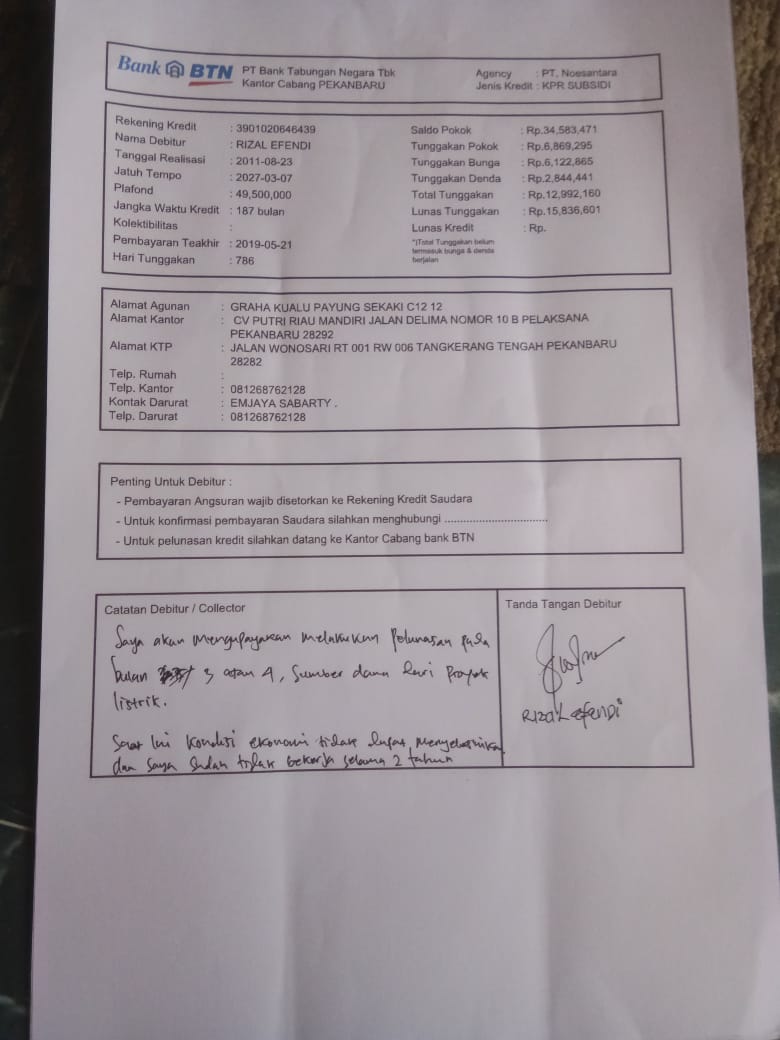 Bank BTN PT Bank Tabungan Negara Tbk
Kantor Cabang PEKANBARU
Agency : PT. Noesantara
Jenis Kredit : KPR SUBSIDI
Rekening Kredit : 3901020646439
Nama Debitur : RIZAL EFENDI
Tanggal Realisasi : 2011-08-23
Jatuh Tempo : 2027-03-07
Plafond : 49,500,000
Jangka Waktu Kredit : 187 bulan
Kolektibilitas :
Pembayaran Teakhir : 2019-05-21
Hari Tunggakan : 786
Saldo Pokok : Rp.34,583,471
Tunggakan Pokok : Rp.6,869,295
Tunggakan Bunga : Rp.6,122,865
Tunggakan Denda : Rp.2,844,441
Total Tunggakan : Rp.12,992,160
Lunas Tunggakan : Rp.15,836,601
Lunas Kredit : Rp.
*)Total Tunggakan belum
termasuk bunga & denda
berjalan
Alamat Agunan : GRAHA KUALU PAYUNG SEKAKI C12 12
Alamat Kantor : CV PUTRI RIAU MANDIRI JALAN DELIMA NOMOR 10 B PELAKSANA
PEKANBARU 28292
Alamat KTP : JALAN WONOSARI RT 001 RW 006 TANGKERANG TENGAH PEKANBARU
28282
Telp. Rumah :
Telp. Kantor : 081268762128
Kontak Darurat : EMJAYA SABARTY .
Telp. Darurat : 081268762128
Penting Untuk Debitur :
- Pembayaran Angsuran wajib disetorkan ke Rekening Kredit Saudara
- Untuk konfirmasi pembayaran Saudara silahkan menghubungi ................................
- Untuk pelunasan kredit silahkan datang ke Kantor Cabang bank BTN
Catatan Debitur / Collector
Saya akan mengupayakan melakukan pelunasan pada
bulan 3 atau 4, Sumber dana dari Proyek
listrik.
Saat ini kondisi ekonomi tidak dapat
dan saya sudah tidak bekerja selama 2 tahun
Tanda Tangan Debitur
RIZAL EFENDI